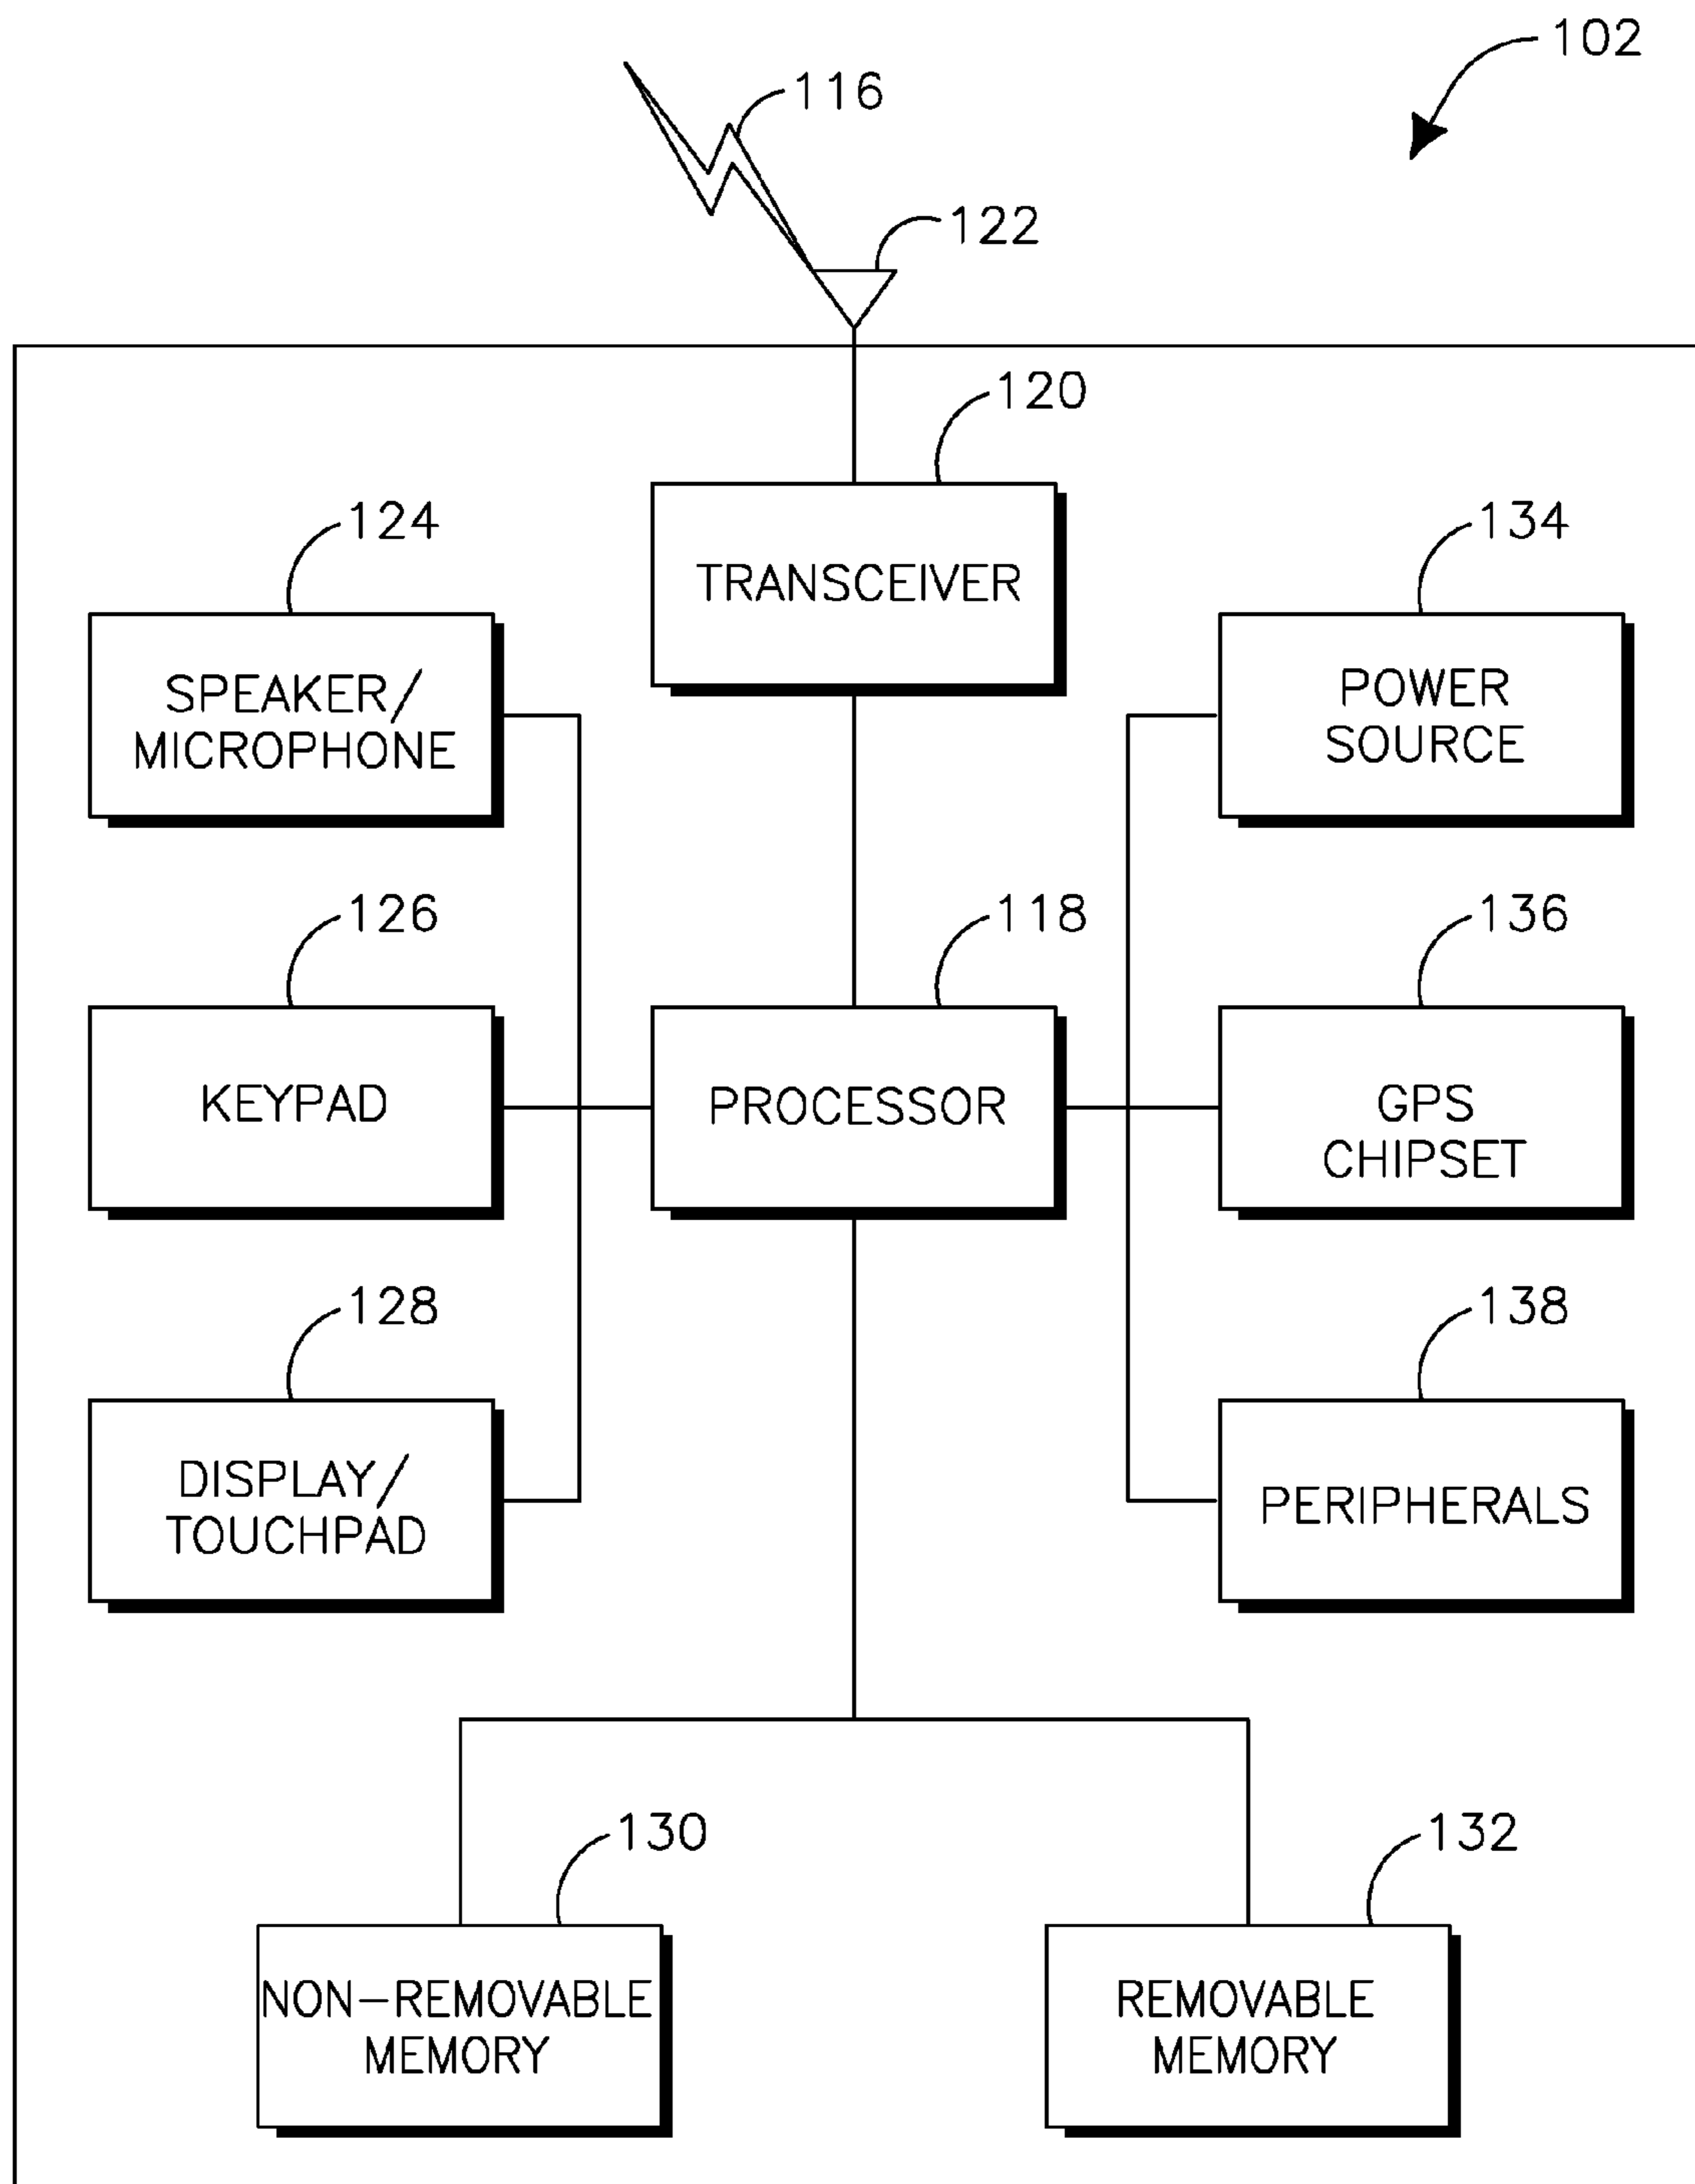 102
116
122
120
TRANSCEIVER
124
SPEAKER/
MICROPHONE
134
POWER
SOURCE
126
KEYPAD
118
PROCESSOR
136
GPS
CHIPSET
128
DISPLAY/
TOUCHPAD
138
PERIPHERALS
130
NON-REMOVABLE
MEMORY
132
REMOVABLE
MEMORY